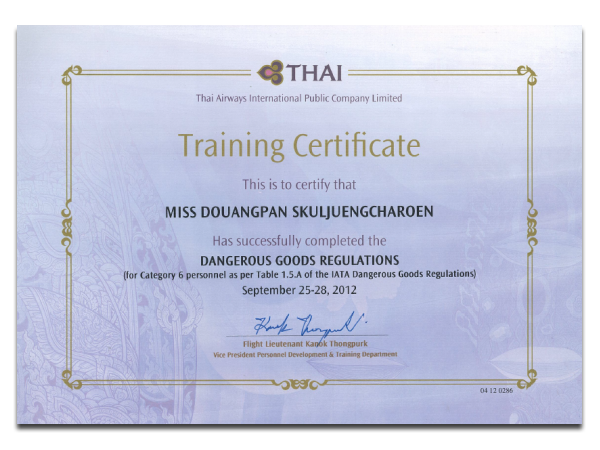 THAI
Thai Airways International Public Company Limited
Training Certificate
This is to certify that
MISS DOUANGPAN SKULJUENGCHAROEN
Has successfully completed the
DANGEROUS GOODS REGULATIONS
(for Category 6 personnel as per Table 1.5.A of the IATA Dangerous Goods Regulations)
September 25-28, 2012
Kanok Thongpurk
Flight Lieutenant Kanok Thongpurk
Vice President Personnel Development & Training Department
04 12 0286